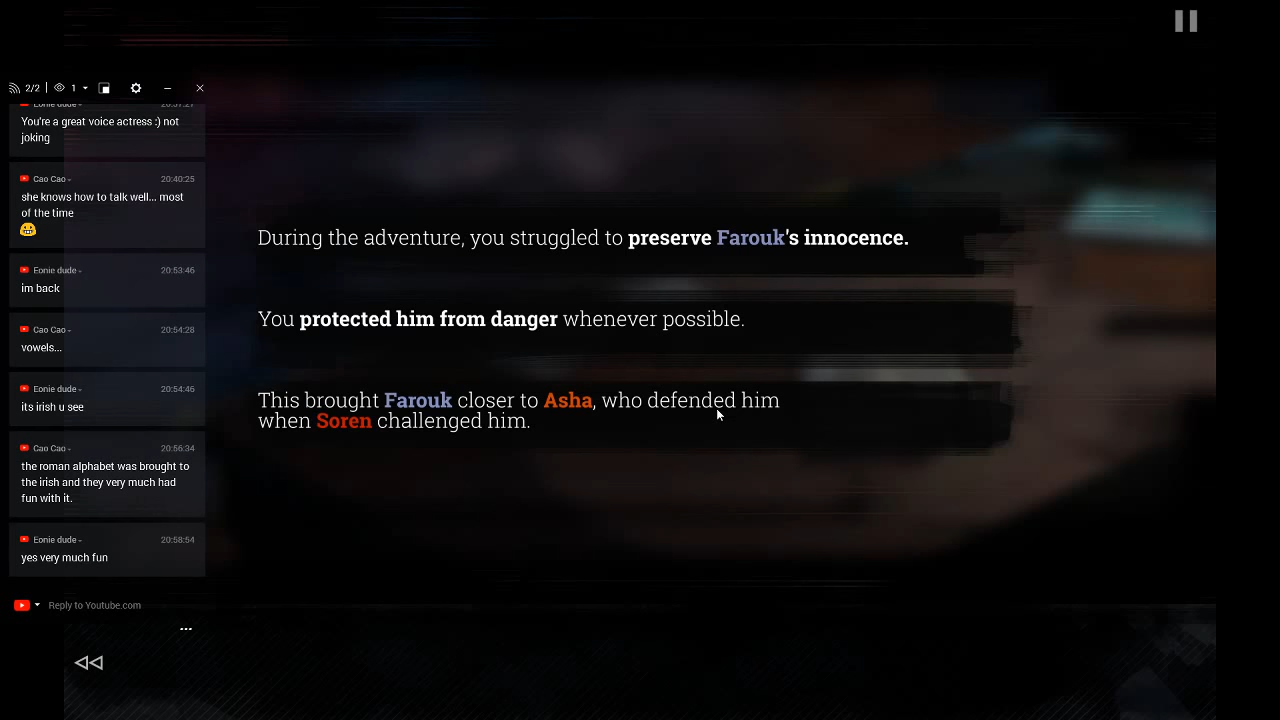 2/2
1
Eonie dude
20:37:27
You're a great voice actress :) not
joking
Cao Cao
20:40:25
she knows how to talk well... most
of the time
Eonie dude
20:53:46
im back
Cao Cao
20:54:28
vowels...
Eonie dude
20:54:46
its irish u see
Cao Cao
20:56:34
the roman alphabet was brought to
the irish and they very much had
fun with it.
Eonie dude
20:58:54
yes very much fun
Reply to Youtube.com
During the adventure, you struggled to preserve Farouk's innocence.
You protected him from danger whenever possible.
This brought Farouk closer to Asha, who defended him
when Soren challenged him.